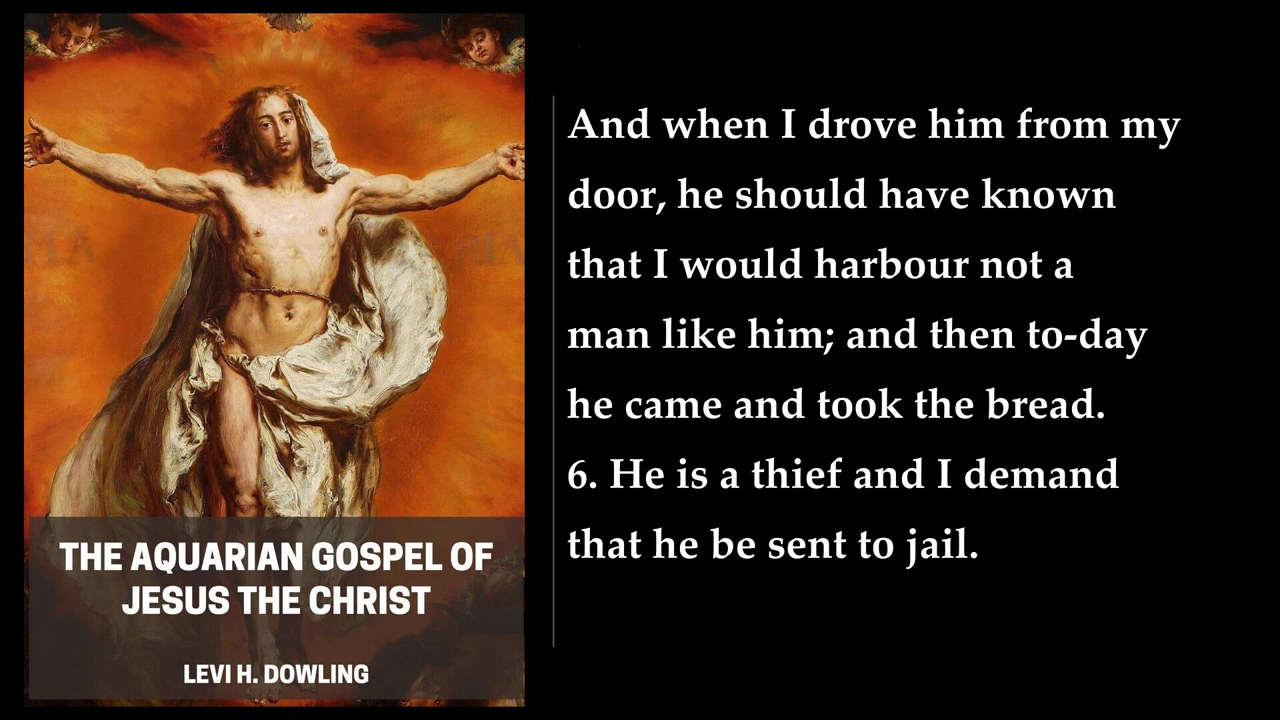 And when I drove him from my
door, he should have known
that I would harbour not a
man like him; and then to-day
he came and took the bread.
6. He is a thief and I demand
that he be sent to jail.
THE AQUARIAN GOSPEL OF
JESUS THE CHRIST
LEVI H. DOWLING